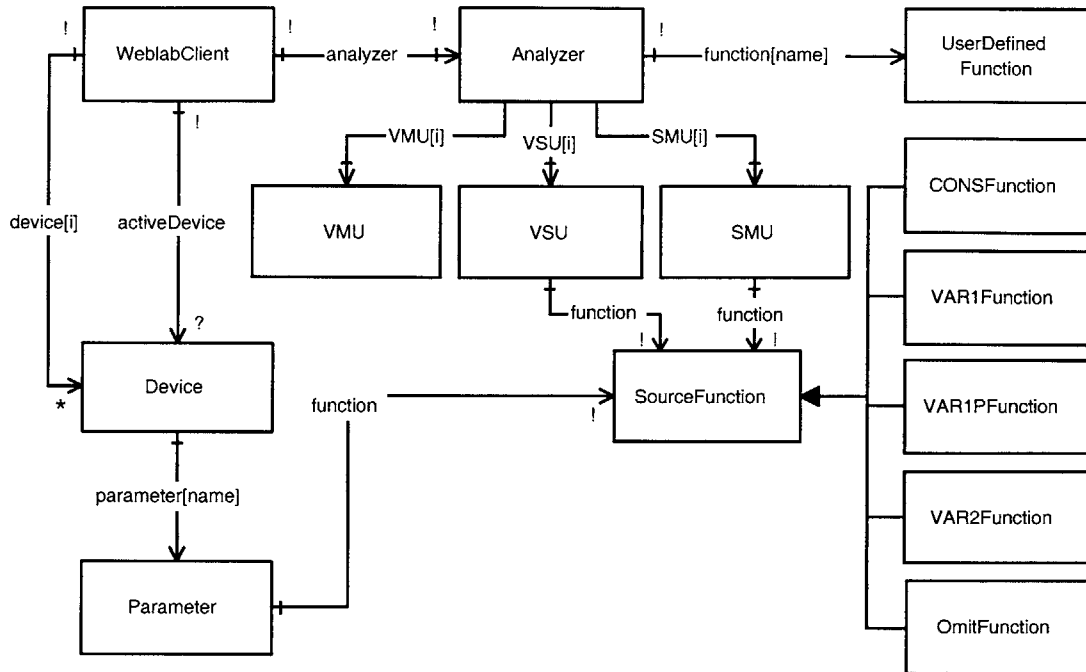 !
!
!
!
!
WeblabClient
analyzer
Analyzer
function[name]
UserDefined
Function
!
VMU[i]
VSU[i]
SMU[i]
CONSFunction
device[i]
activeDevice
VMU
VSU
SMU
VAR1Function
function
function
?
!
!
Device
*
function
!
SourceFunction
VAR1PFunction
parameter[name]
VAR2Function
Parameter
OmitFunction